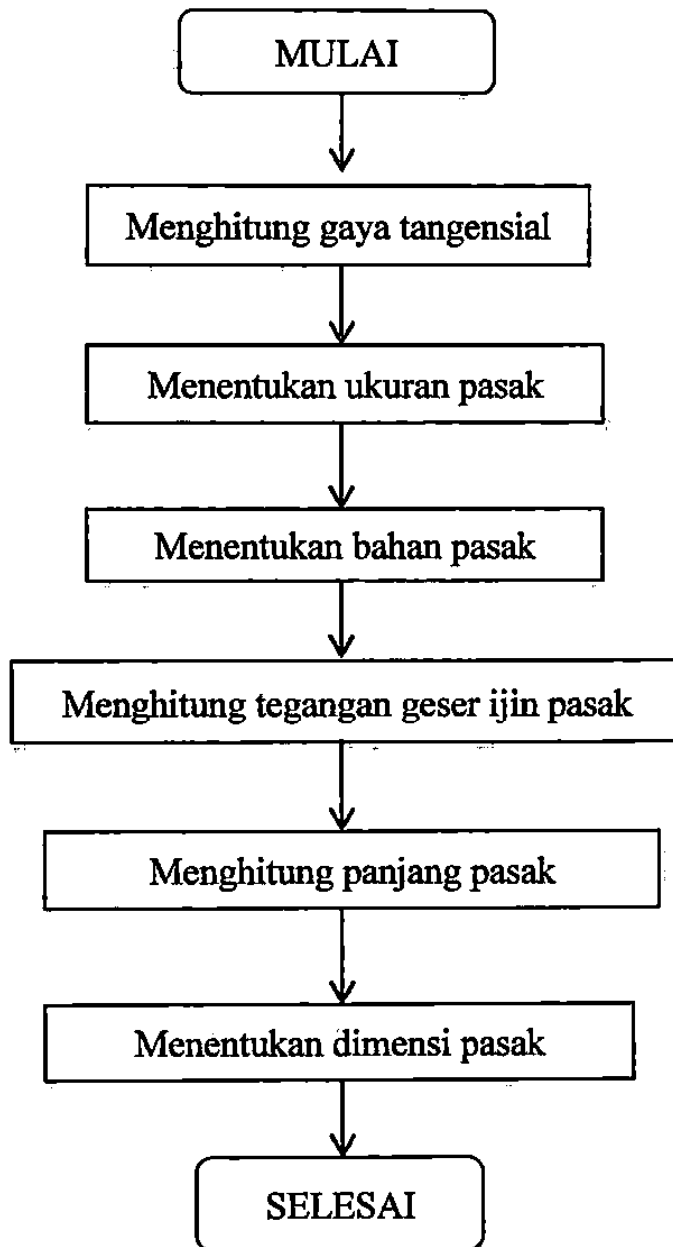 MULAI
Menghitung gaya tangensial
Menentukan ukuran pasak
Menentukan bahan pasak
Menghitung tegangan geser ijin pasak
Menghitung panjang pasak
Menentukan dimensi pasak
SELESAI